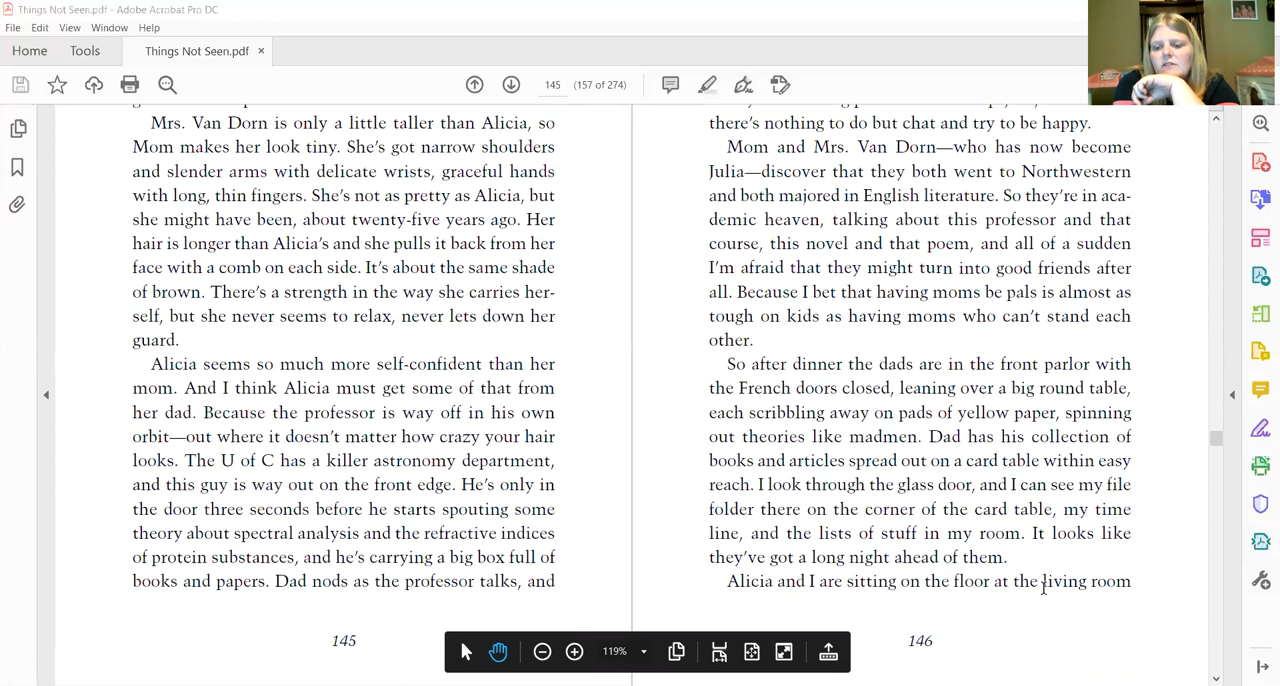 Things Not Seen.pdf - Adobe Acrobat Pro DC
File Edit View Window Help
Home Tools Things Not Seen.pdf ×
145 (157 of 274)
Mrs. Van Dorn is only a little taller than Alicia, so
Mom makes her look tiny. She's got narrow shoulders
and slender arms with delicate wrists, graceful hands
with long, thin fingers. She's not as pretty as Alicia, but
she might have been, about twenty-five years ago. Her
hair is longer than Alicia's and she pulls it back from her
face with a comb on each side. It's about the same shade
of brown. There's a strength in the way she carries her-
self, but she never seems to relax, never lets down her
guard.
Alicia seems so much more self-confident than her
mom. And I think Alicia must get some of that from
her dad. Because the professor is way off in his own
orbit—out where it doesn't matter how crazy your hair
looks. The U of C has a killer astronomy department,
and this guy is way out on the front edge. He's only in
the door three seconds before he starts spouting some
theory about spectral analysis and the refractive indices
of protein substances, and he's carrying a big box full of
books and papers. Dad nods as the professor talks, and
145
there's nothing to do but chat and try to be happy.
Mom and Mrs. Van Dorn—who has now become
Julia—discover that they both went to Northwestern
and both majored in English literature. So they're in aca-
demic heaven, talking about this professor and that
course, this novel and that poem, and all of a sudden
I'm afraid that they might turn into good friends after
all. Because I bet that having moms be pals is almost as
tough on kids as having moms who can't stand each
other.
So after dinner the dads are in the front parlor with
the French doors closed, leaning over a big round table,
each scribbling away on pads of yellow paper, spinning
out theories like madmen. Dad has his collection of
books and articles spread out on a card table within easy
reach. I look through the glass door, and I can see my file
folder there on the corner of the card table, my time
line, and the lists of stuff in my room. It looks like
they've got a long night ahead of them.
Alicia and I are sitting on the floor at the living room
146
119%